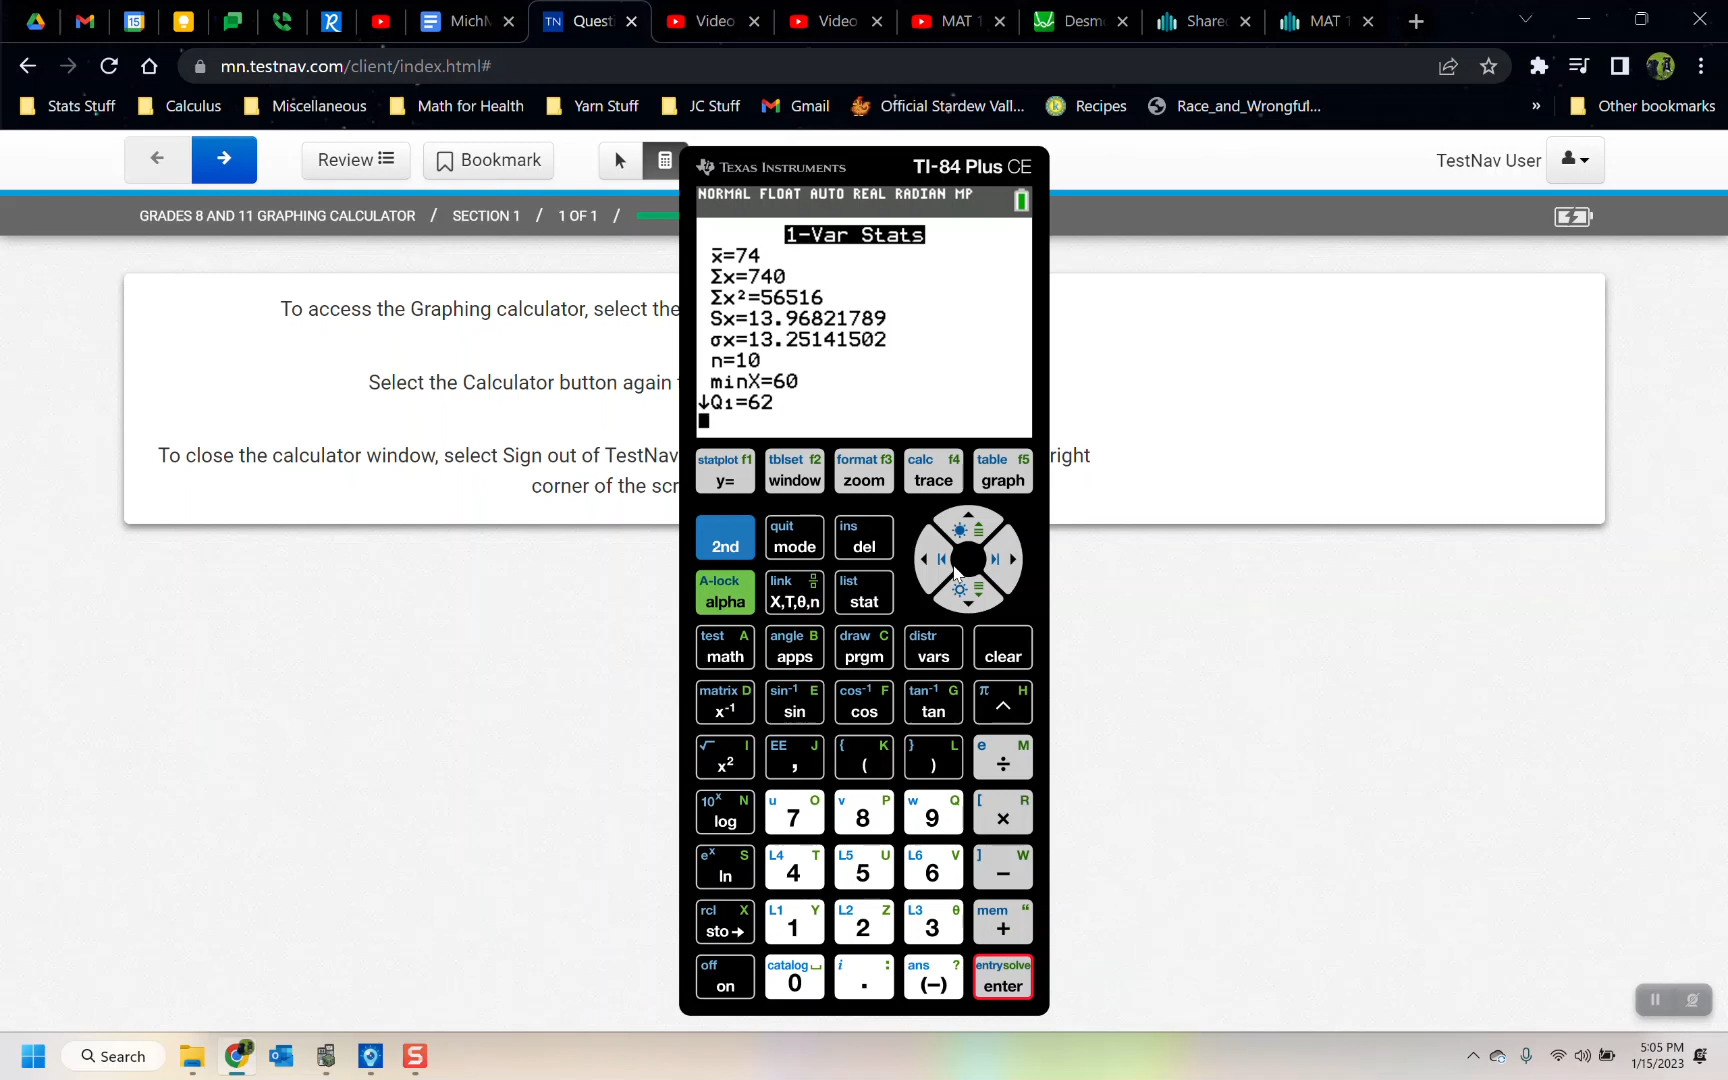 MichM
TN Quest
Video
Video
MAT 1
Desm
Share
MAT 1
mn.testnav.com/client/index.html#
Stats Stuff Calculus Miscellaneous Math for Health Yarn Stuff JC Stuff Gmail Official Stardew Vall... Recipes Race_and_Wrongful... » Other bookmarks
Review Bookmark TestNav User
GRADES 8 AND 11 GRAPHING CALCULATOR / SECTION 1 / 1 OF 1 /
To access the Graphing calculator, select the
Select the Calculator button again
To close the calculator window, select Sign out of TestNav right
corner of the scr
TEXAS INSTRUMENTS TI-84 Plus CE
NORMAL FLOAT AUTO REAL RADIAN MP
1-Var Stats
x̄=74
Σx=740
Σx²=56516
Sx=13.96821789
σx=13.25141502
n=10
minX=60
↓Q₁=62
statplot f1 tblset f2 format f3 calc f4 table f5
y= window zoom trace graph
quit ins
2nd mode del
A-lock link list
alpha X,T,θ,n stat
test A angle B draw C distr
math apps prgm vars clear
matrix D sin⁻¹ E cos⁻¹ F tan⁻¹ G π H
x⁻¹ sin cos tan ^
√ I EE J { K } L e M
x² , ( ) ÷
10ˣ N u O v P w Q [ R
log 7 8 9 ×
eˣ S L4 T L5 U L6 V ] W
ln 4 5 6 −
rcl X L1 Y L2 Z L3 θ mem "
sto→ 1 2 3 +
off catalog i : ans ? entry solve
on 0 . (−) enter
Search
5:05 PM
1/15/2023